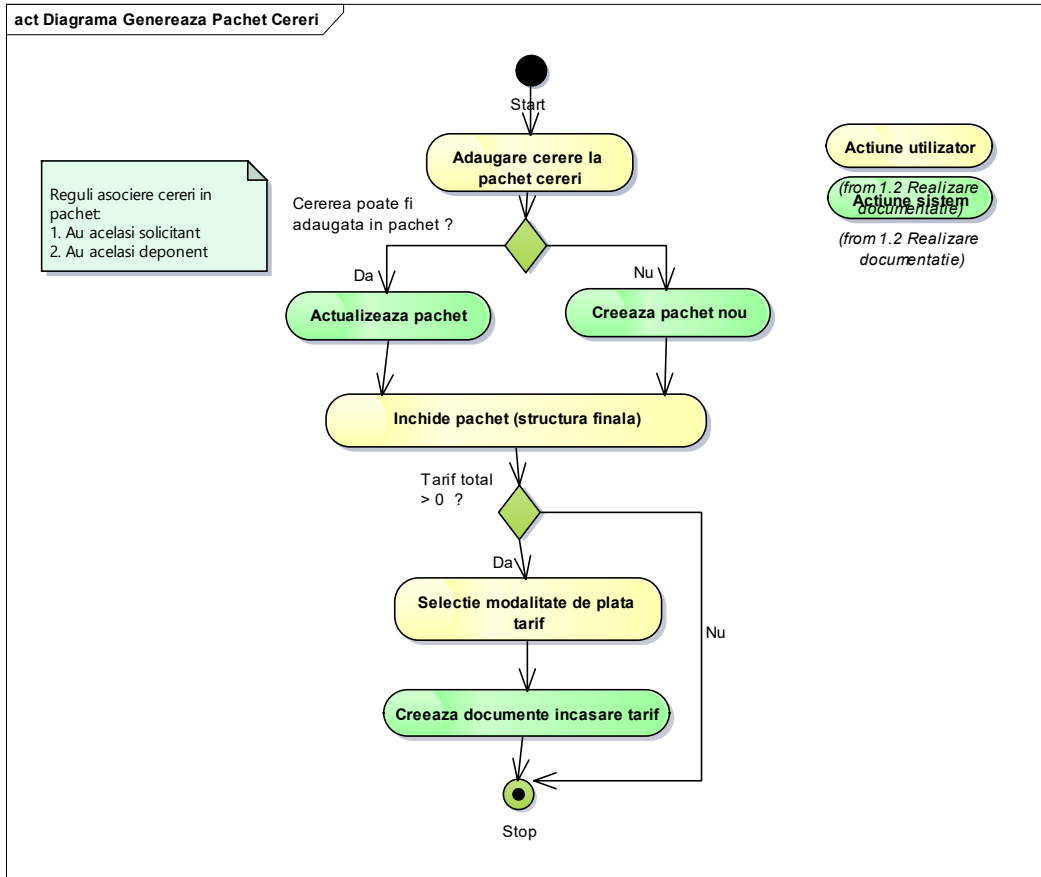 act Diagrama Genereaza Pachet Cereri
Start
Adaugare cerere la
pachet cereri
Actiune utilizator
(from 1.2 Realizare
documentatie)
Actiune sistem
(from 1.2 Realizare
documentatie)
Reguli asociere cereri in
pachet:
1. Au acelasi solicitant
2. Au acelasi deponent
Cererea poate fi
adaugata in pachet ?
Da
Nu
Actualizeaza pachet
Creeaza pachet nou
Inchide pachet (structura finala)
Tarif total
> 0 ?
Da
Selectie modalitate de plata
tarif
Nu
Creeaza documente incasare tarif
Stop